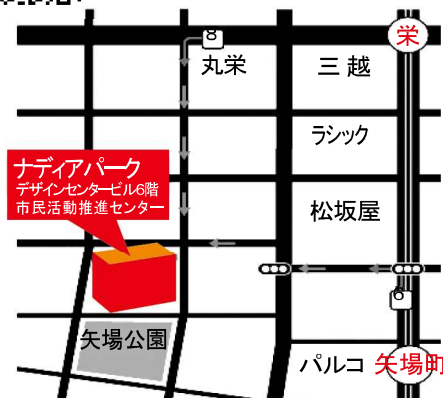 栄
8
丸栄
三越
ラシック
ナディアパーク
デザインセンタービル6階
市民活動推進センター
松坂屋
6
矢場公園
パルコ
矢場町